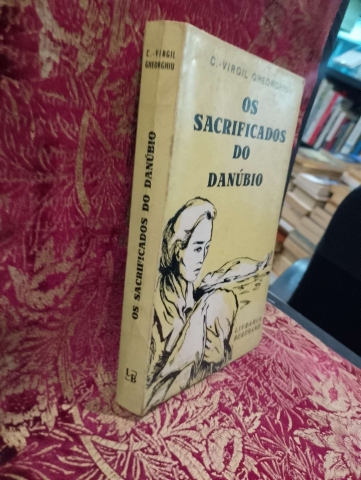 C.-VIRGIL
GHEORGHIU
OS SACRIFICADOS DO DANÚBIO
LB
C.-VIRGIL GHEORGHIU
OS
SACRIFICADOS
DO
DANÚBIO
LIVRARIA
BERTRAND